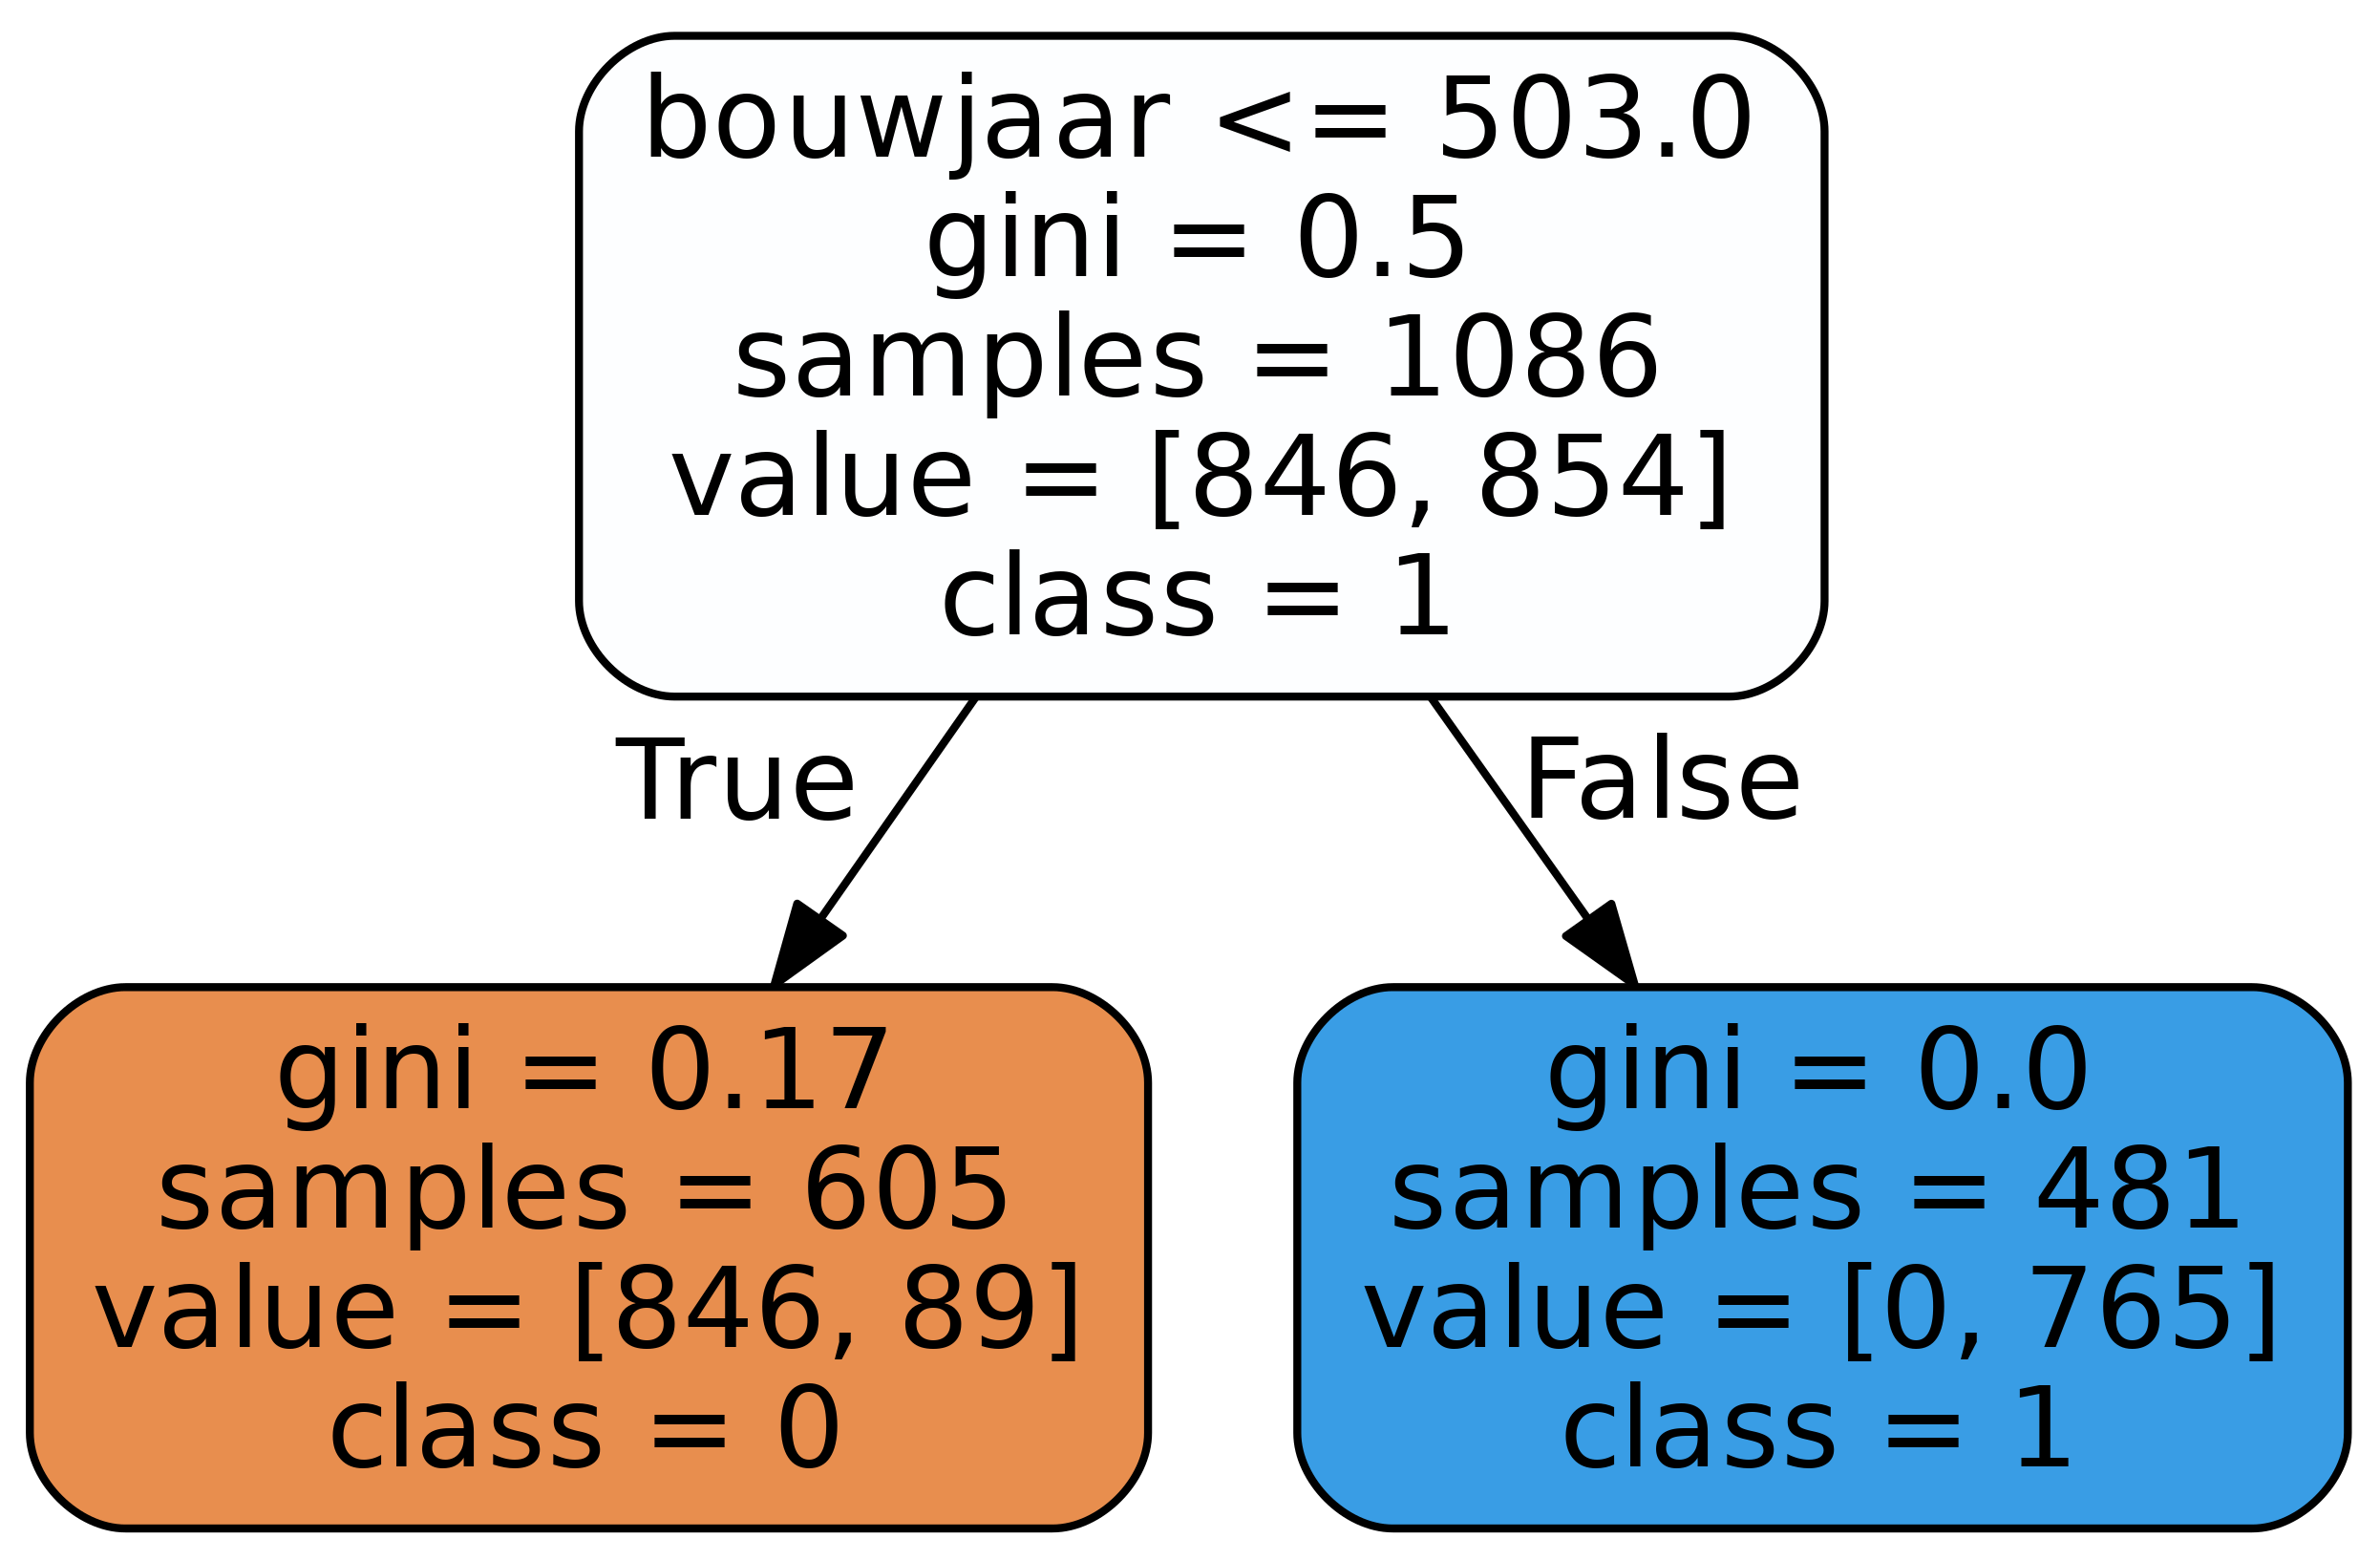 bouwjaar <= 503.0
gini = 0.5
samples = 1086
value = [846, 854]
class = 1
True
False
gini = 0.17
samples = 605
value = [846, 89]
class = 0
gini = 0.0
samples = 481
value = [0, 765]
class = 1